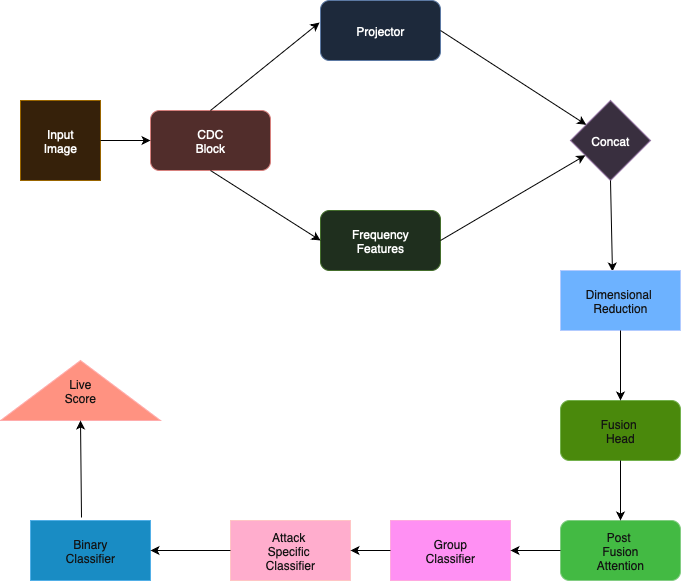 Projector
Input
Image
CDC
Block
Concat
Frequency
Features
Dimensional
Reduction
Live
Score
Fusion
Head
Binary
Classifier
Attack
Specific
Classifier
Group
Classifier
Post
Fusion
Attention